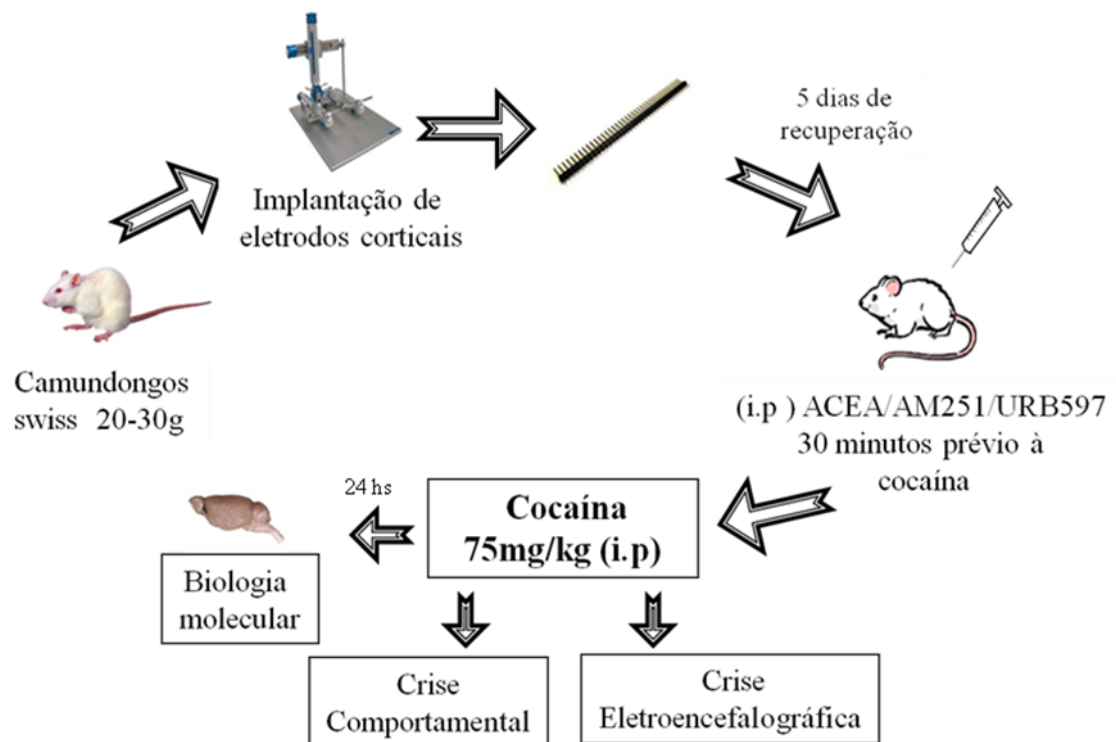 Implantação de
eletrodos corticais
5 dias de
recuperação
Camundongos
swiss 20-30g
(i.p ) ACEA/AM251/URB597
30 minutos prévio à
cocaína
Cocaína
75mg/kg (i.p)
24 hs
Biologia
molecular
Crise
Comportamental
Crise
Eletroencefalográfica